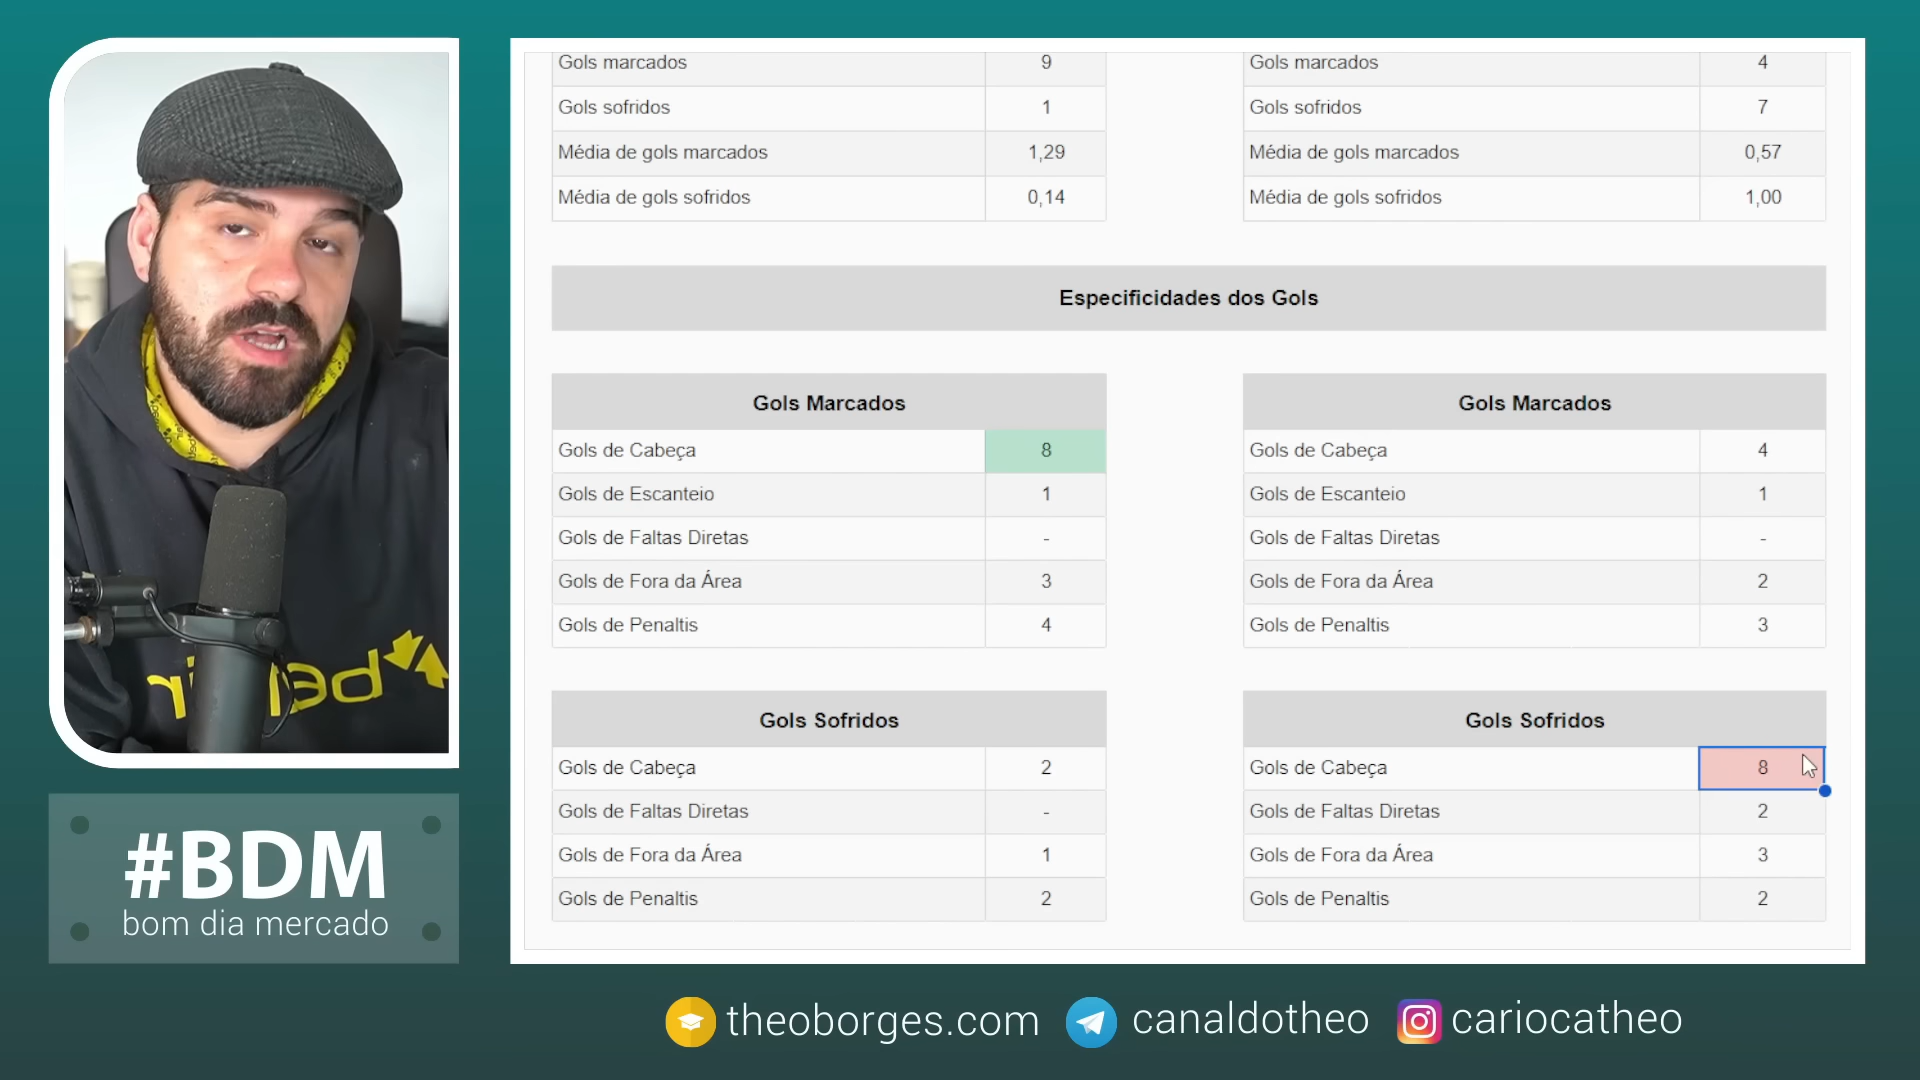 Gols marcados 9
Gols sofridos 1
Média de gols marcados 1,29
Média de gols sofridos 0,14
Gols marcados 4
Gols sofridos 7
Média de gols marcados 0,57
Média de gols sofridos 1,00
Especificidades dos Gols
Gols Marcados
Gols de Cabeça 8
Gols de Escanteio 1
Gols de Faltas Diretas -
Gols de Fora da Área 3
Gols de Penaltis 4
Gols Marcados
Gols de Cabeça 4
Gols de Escanteio 1
Gols de Faltas Diretas -
Gols de Fora da Área 2
Gols de Penaltis 3
Gols Sofridos
Gols de Cabeça 2
Gols de Faltas Diretas -
Gols de Fora da Área 1
Gols de Penaltis 2
Gols Sofridos
Gols de Cabeça 8
Gols de Faltas Diretas 2
Gols de Fora da Área 3
Gols de Penaltis 2
#BDM
bom dia mercado
theoborges.com
canaldotheo
cariocatheo